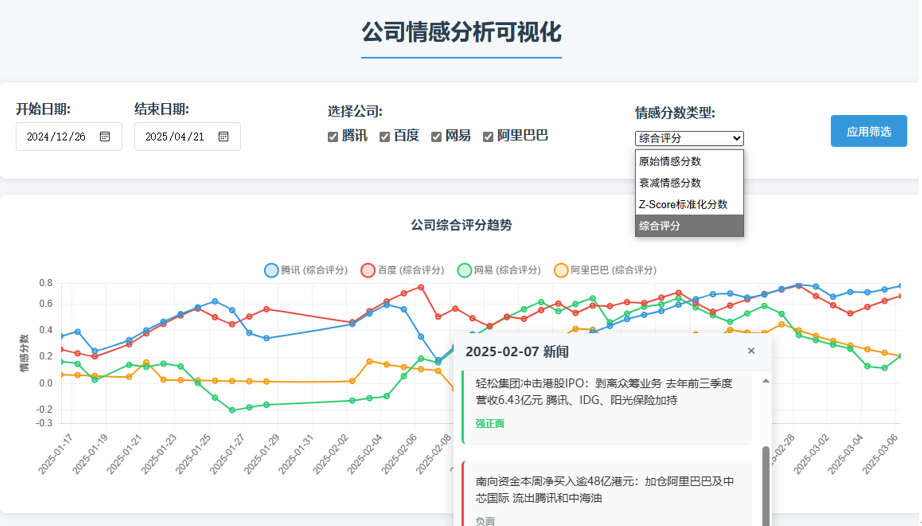 公司情感分析可视化
开始日期:
结束日期:
选择公司:
情感分数类型:
2024/12/26
2025/04/21
腾讯 百度 网易 阿里巴巴
综合评分
应用筛选
原始情感分数
衰减情感分数
Z-Score标准化分数
综合评分
公司综合评分趋势
腾讯 (综合评分) 百度 (综合评分) 网易 (综合评分) 阿里巴巴 (综合评分)
情感分数
0.8
0.6
0.4
0.2
0.0
-0.2
-0.3
2025-01-17
2025-01-19
2025-01-21
2025-01-23
2025-01-25
2025-01-27
2025-01-29
2025-01-31
2025-02-02
2025-02-04
2025-02-06
2025-02-08
02-28
2025-03-02
2025-03-04
2025-03-06
2025-02-07 新闻
×
轻松集团冲击港股IPO：剥离众筹业务 去年前三季度
营收6.43亿元 腾讯、IDG、阳光保险加持
强正面
南向资金本周净买入逾48亿港元：加仓阿里巴巴及中
芯国际 流出腾讯和中海油
负面